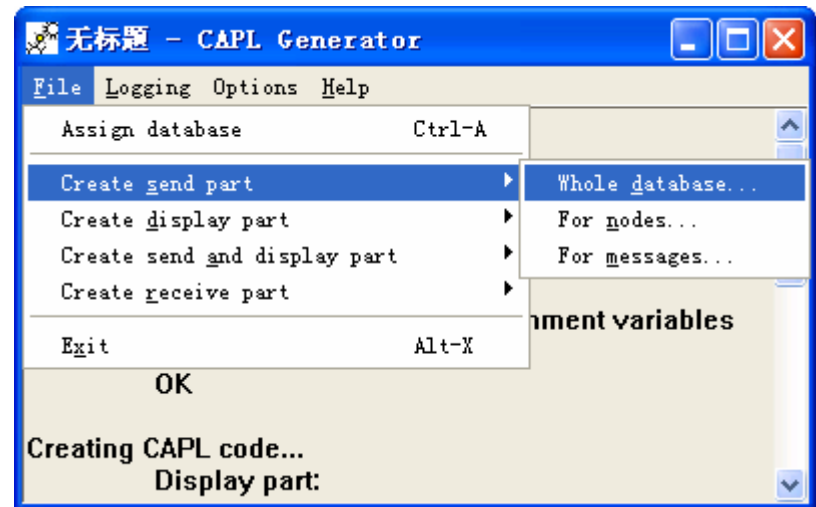 无标题 - CAPL Generator
File Logging Options Help
Assign database Ctrl-A
Create send part Whole database...
Create display part For nodes...
Create send and display part For messages...
Create receive part
nment variables
Exit Alt-X
OK
Creating CAPL code...
Display part: